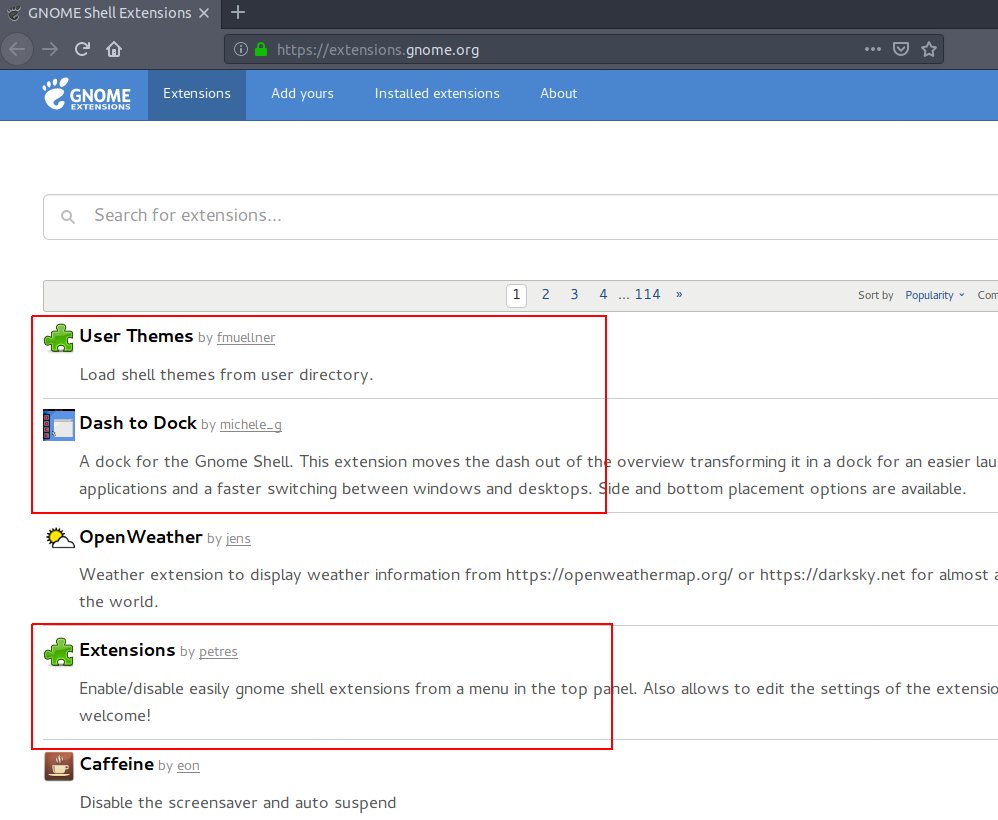 GNOME Shell Extensions
https://extensions.gnome.org
GNOME
EXTENSIONS
Extensions Add yours Installed extensions About
Search for extensions...
1 2 3 4 ... 114 » Sort by Popularity Com
User Themes by fmuellner
Load shell themes from user directory.
Dash to Dock by michele_g
A dock for the Gnome Shell. This extension moves the dash out of the overview transforming it in a dock for an easier lau
applications and a faster switching between windows and desktops. Side and bottom placement options are available.
OpenWeather by jens
Weather extension to display weather information from https://openweathermap.org/ or https://darksky.net for almost a
the world.
Extensions by petres
Enable/disable easily gnome shell extensions from a menu in the top panel. Also allows to edit the settings of the extensio
welcome!
Caffeine by eon
Disable the screensaver and auto suspend